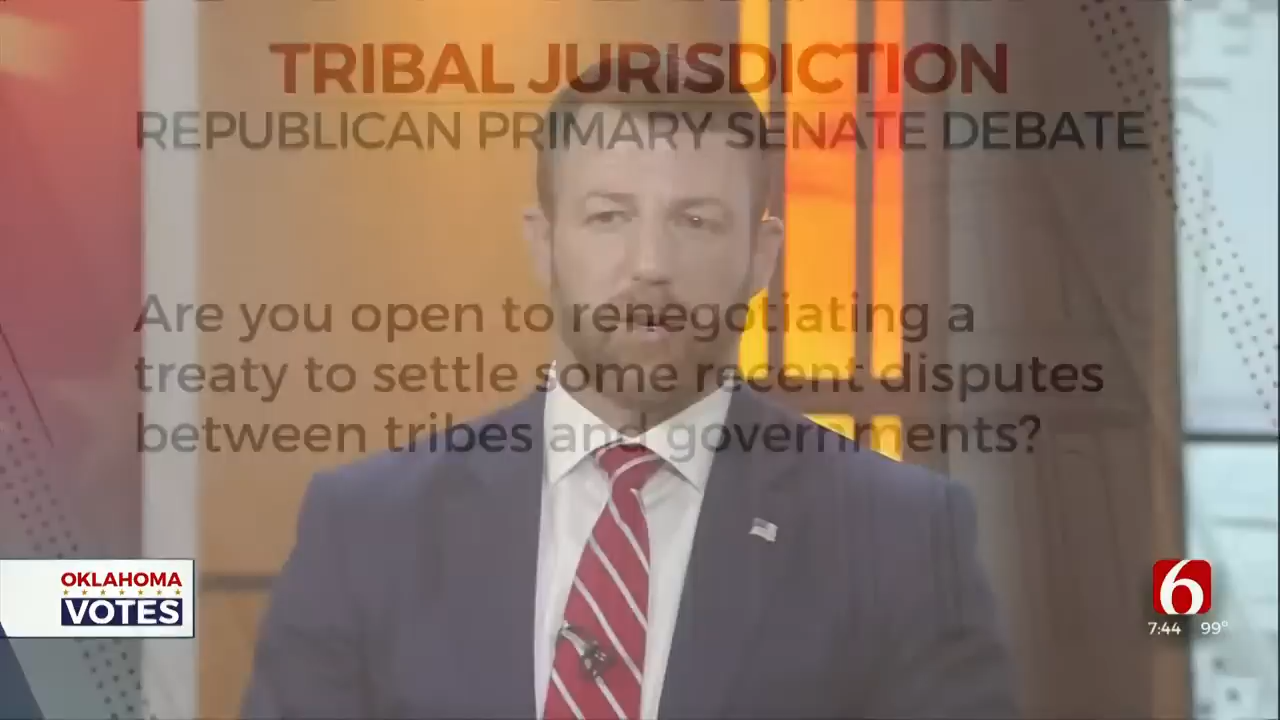 TRIBAL JURISDICTION
REPUBLICAN PRIMARY SENATE DEBATE
Are you open to renegotiating a
treaty to settle some recent disputes
between tribes and governments?
OKLAHOMA
VOTES
6
7:44 99°